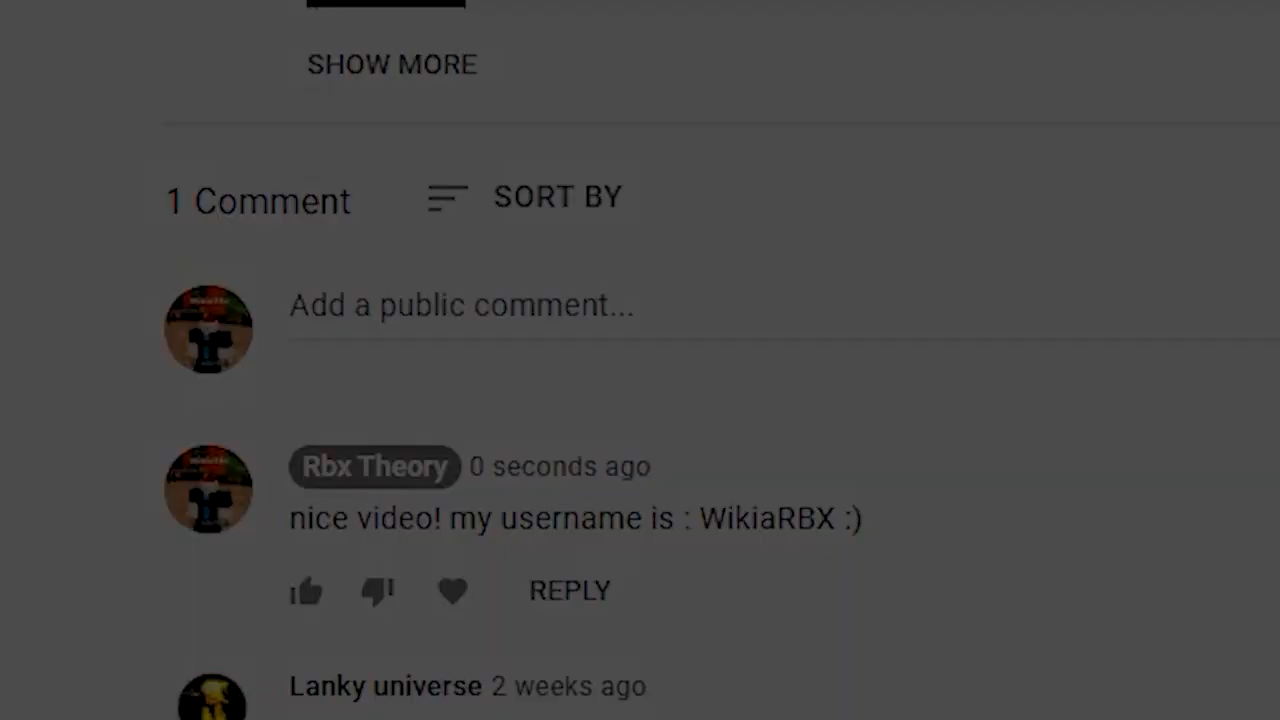 SHOW MORE
1 Comment
SORT BY
Add a public comment...
Rbx Theory 0 seconds ago
nice video! my username is : WikiaRBX :)
REPLY
Lanky universe 2 weeks ago